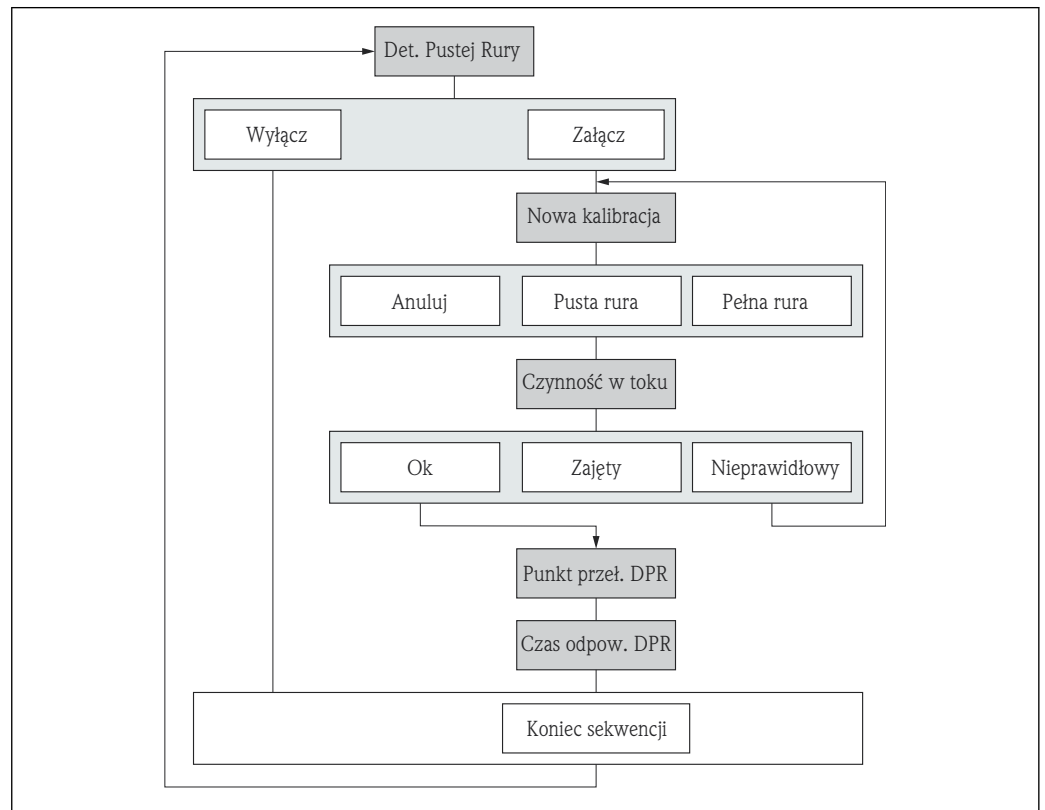 Det. Pustej Rury
Wyłącz
Załącz
Nowa kalibracja
Anuluj
Pusta rura
Pełna rura
Czynność w toku
Ok
Zajęty
Nieprawidłowy
Punkt przeł. DPR
Czas odpow. DPR
Koniec sekwencji